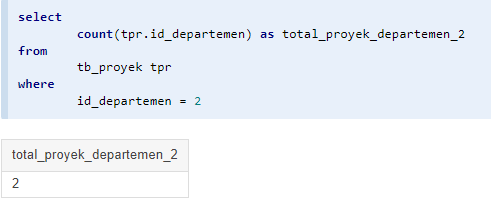 select
count(tpr.id_departemen) as total_proyek_departemen_2
from
tb_proyek tpr
where
id_departemen = 2
total_proyek_departemen_2
2